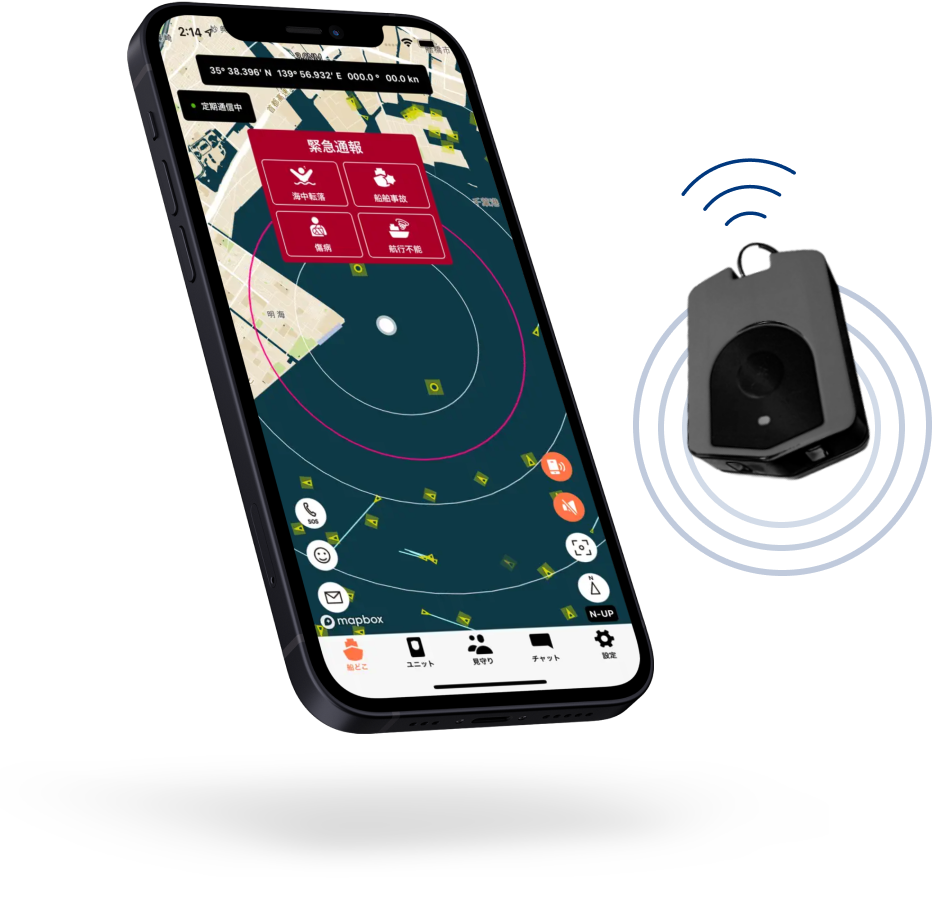 2:14
35° 38.396' N 139° 56.932' E 000.0° 00.0 kn
定期通信中
緊急通報
海中転落
船舶事故
傷病
航行不能
明海
SOS
N
mapbox
N-UP
船どこ
ユニット
見守り
チャット
設定